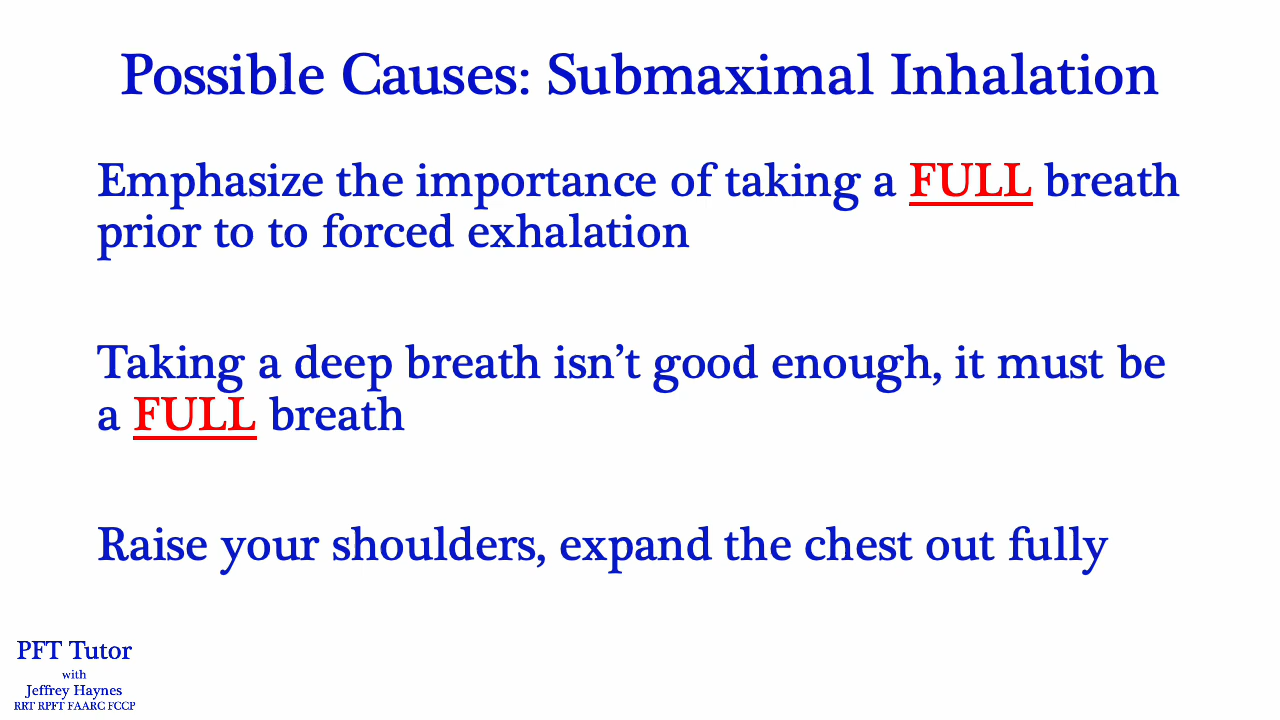 Possible Causes: Submaximal Inhalation
Emphasize the importance of taking a FULL breath
prior to to forced exhalation
Taking a deep breath isn’t good enough, it must be
a FULL breath
Raise your shoulders, expand the chest out fully
PFT Tutor
with
Jeffrey Haynes
RRT RPFT FAARC FCCP